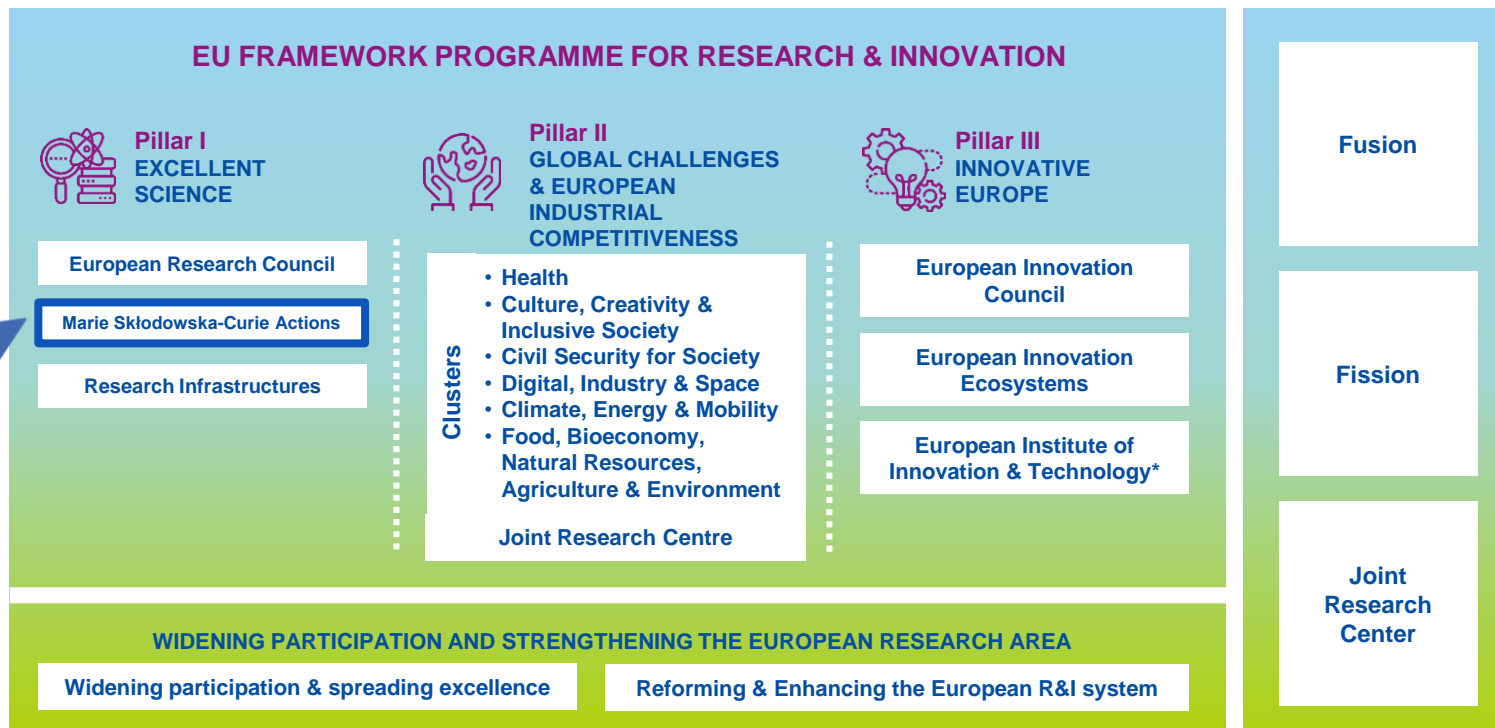 EU FRAMEWORK PROGRAMME FOR RESEARCH & INNOVATION
Pillar I
EXCELLENT
SCIENCE
European Research Council
Marie Skłodowska-Curie Actions
Research Infrastructures
Pillar II
GLOBAL CHALLENGES
& EUROPEAN
INDUSTRIAL
COMPETITIVENESS
Clusters
• Health
• Culture, Creativity &
Inclusive Society
• Civil Security for Society
• Digital, Industry & Space
• Climate, Energy & Mobility
• Food, Bioeconomy,
Natural Resources,
Agriculture & Environment
Joint Research Centre
Pillar III
INNOVATIVE
EUROPE
European Innovation
Council
European Innovation
Ecosystems
European Institute of
Innovation & Technology*
WIDENING PARTICIPATION AND STRENGTHENING THE EUROPEAN RESEARCH AREA
Widening participation & spreading excellence
Reforming & Enhancing the European R&I system
Fusion
Fission
Joint
Research
Center